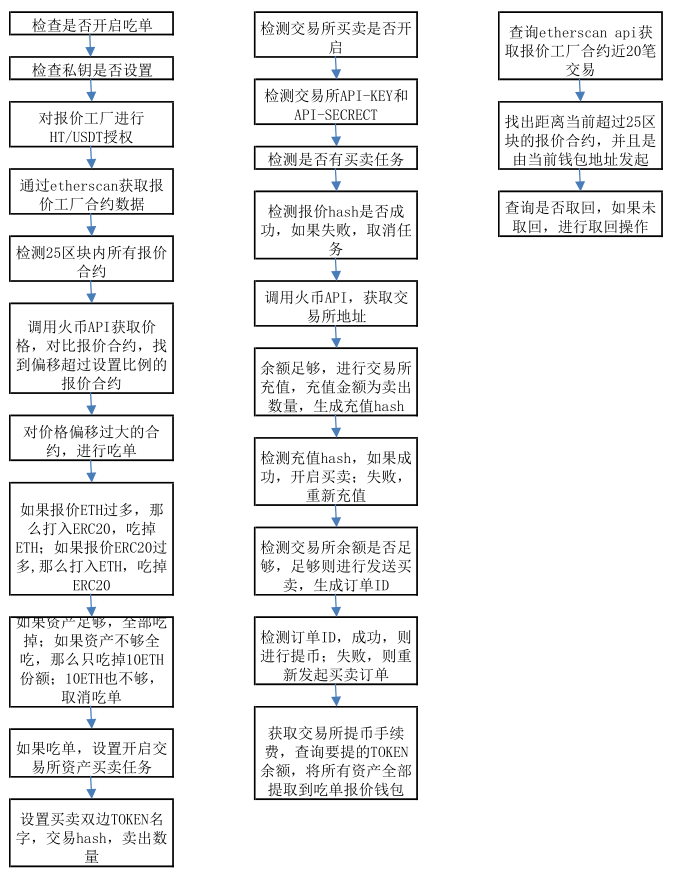 检查是否开启吃单
检查私钥是否设置
对报价工厂进行
HT/USDT授权
通过etherscan获取报
价工厂合约数据
检测25区块内所有报价
合约
调用火币API获取价
格，对比报价合约，找
到偏移超过设置比例的
报价合约
对价格偏移过大的合
约，进行吃单
如果报价ETH过多，那
么打入ERC20，吃掉
ETH；如果报价ERC20过
多,那么打入ETH，吃掉
ERC20
如果资产足够，全部吃
掉；如果资产不够全
吃，那么只吃掉10ETH
份额；10ETH也不够，
取消吃单
如果吃单，设置开启交
易所资产买卖任务
设置买卖双边TOKEN名
字，交易hash，卖出数
量
检测交易所买卖是否开
启
检测交易所API-KEY和
API-SECRECT
检测是否有买卖任务
检测报价hash是否成
功，如果失败，取消任
务
调用火币API，获取交
易所地址
余额足够，进行交易所
充值，充值金额为卖出
数量，生成充值hash
检测充值hash，如果成
功，开启买卖；失败，
重新充值
检测交易所余额是否足
够，足够则进行发送买
卖，生成订单ID
检测订单ID，成功，则
进行提币；失败，则重
新发起买卖订单
获取交易所提币手续
费，查询要提的TOKEN
余额，将所有资产全部
提取到吃单报价钱包
查询etherscan api获
取报价工厂合约近20笔
交易
找出距离当前超过25区
块的报价合约，并且是
由当前钱包地址发起
查询是否取回，如果未
取回，进行取回操作